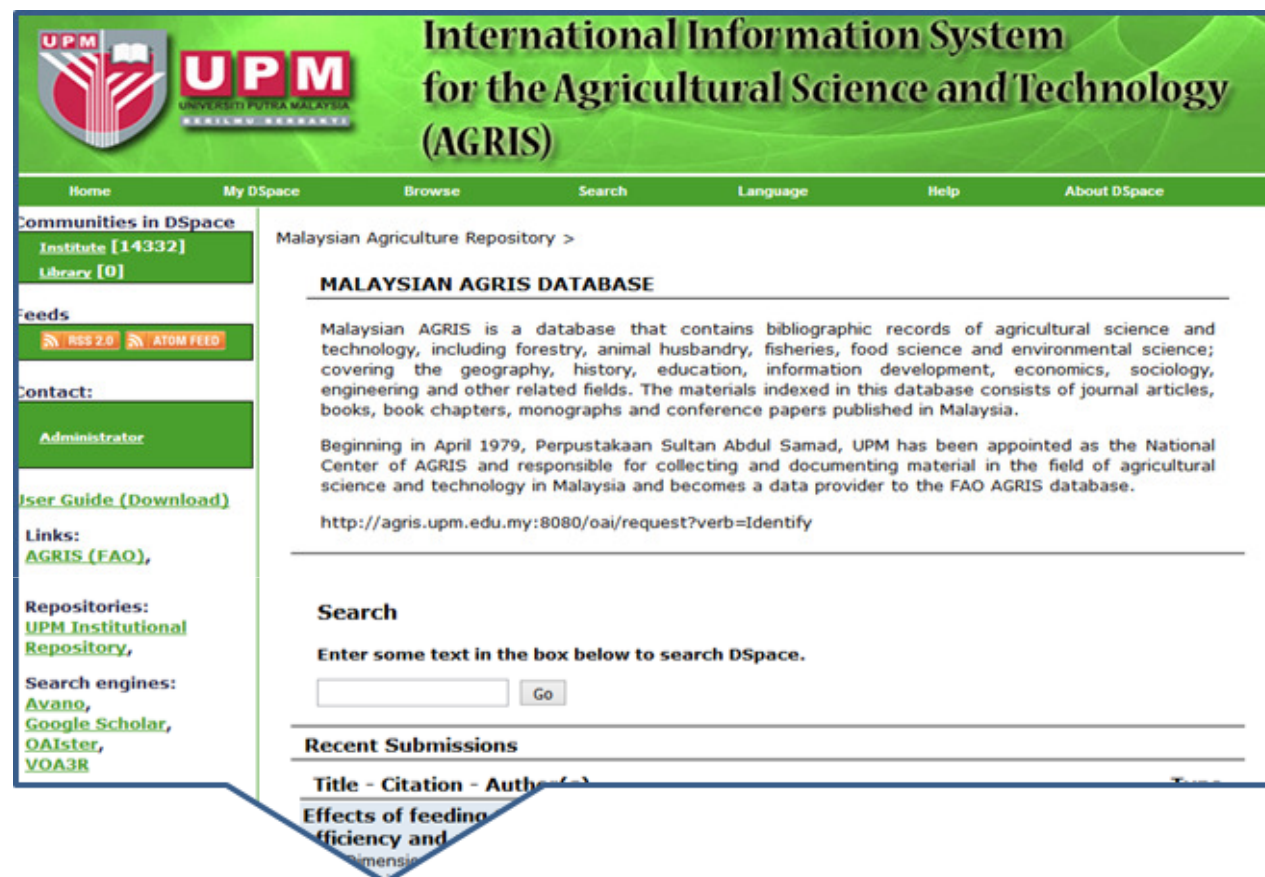 UPM
UPM
UNIVERSITI PUTRA MALAYSIA
BERILMU BERBAKTI
International Information System
for the Agricultural Science and Technology
(AGRIS)
Home My DSpace Browse Search Language Help About DSpace
Communities in DSpace
Institute [14332]
Library [0]
Feeds
RSS 2.0 ATOM FEED
Contact:
Administrator
User Guide (Download)
Links:
AGRIS (FAO),
Repositories:
UPM Institutional
Repository,
Search engines:
Avano,
Google Scholar,
OAIster,
VOA3R
Malaysian Agriculture Repository >
MALAYSIAN AGRIS DATABASE
Malaysian AGRIS is a database that contains bibliographic records of agricultural science and
technology, including forestry, animal husbandry, fisheries, food science and environmental science;
covering the geography, history, education, information development, economics, sociology,
engineering and other related fields. The materials indexed in this database consists of journal articles,
books, book chapters, monographs and conference papers published in Malaysia.
Beginning in April 1979, Perpustakaan Sultan Abdul Samad, UPM has been appointed as the National
Center of AGRIS and responsible for collecting and documenting material in the field of agricultural
science and technology in Malaysia and becomes a data provider to the FAO AGRIS database.
http://agris.upm.edu.my:8080/oai/request?verb=Identify
Search
Enter some text in the box below to search DSpace.
Go
Recent Submissions
Title - Citation - Author(s) Type
Effects of feeding
efficiency and